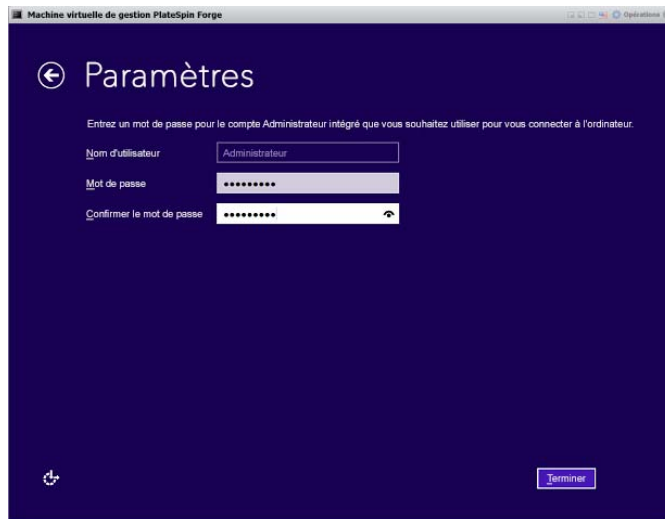 Machine virtuelle de gestion PlateSpin Forge
Opérations
Paramètres
Entrez un mot de passe pour le compte Administrateur intégré que vous souhaitez utiliser pour vous connecter à l'ordinateur.
Nom d'utilisateur
Administrateur
Mot de passe
•••••••••
Confirmer le mot de passe
•••••••••
Terminer